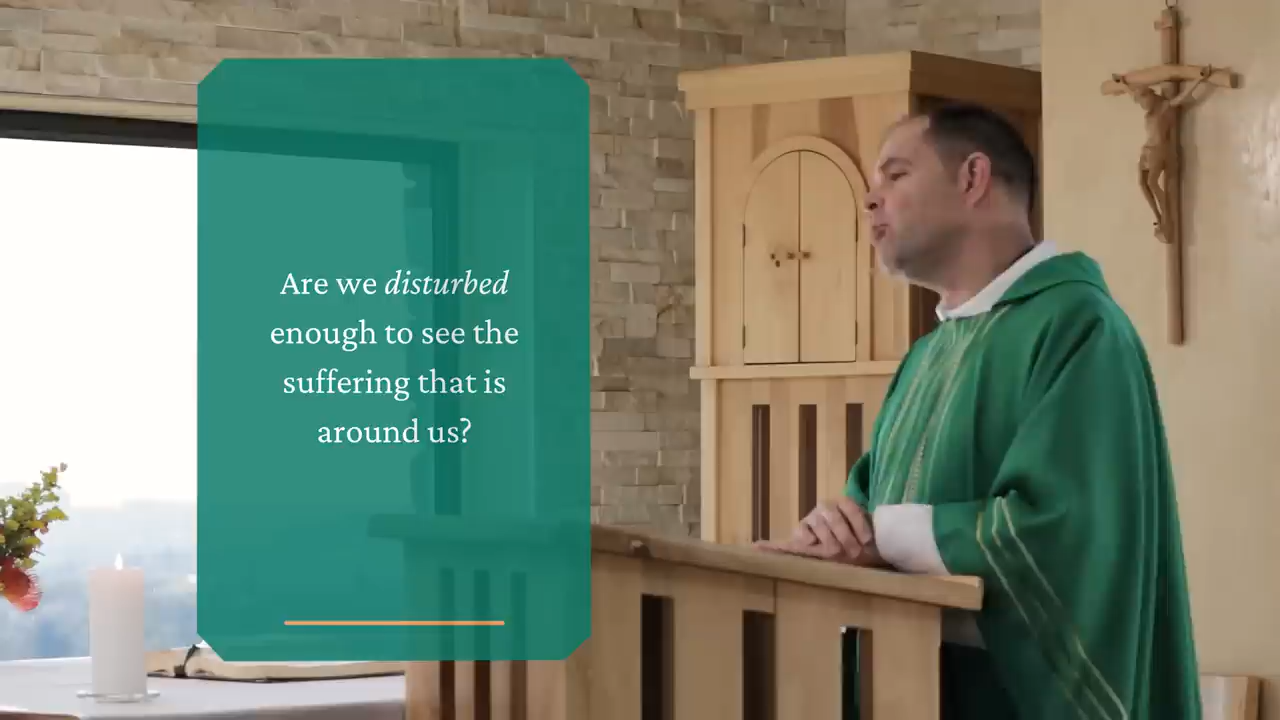 Are we disturbed
enough to see the
suffering that is
around us?